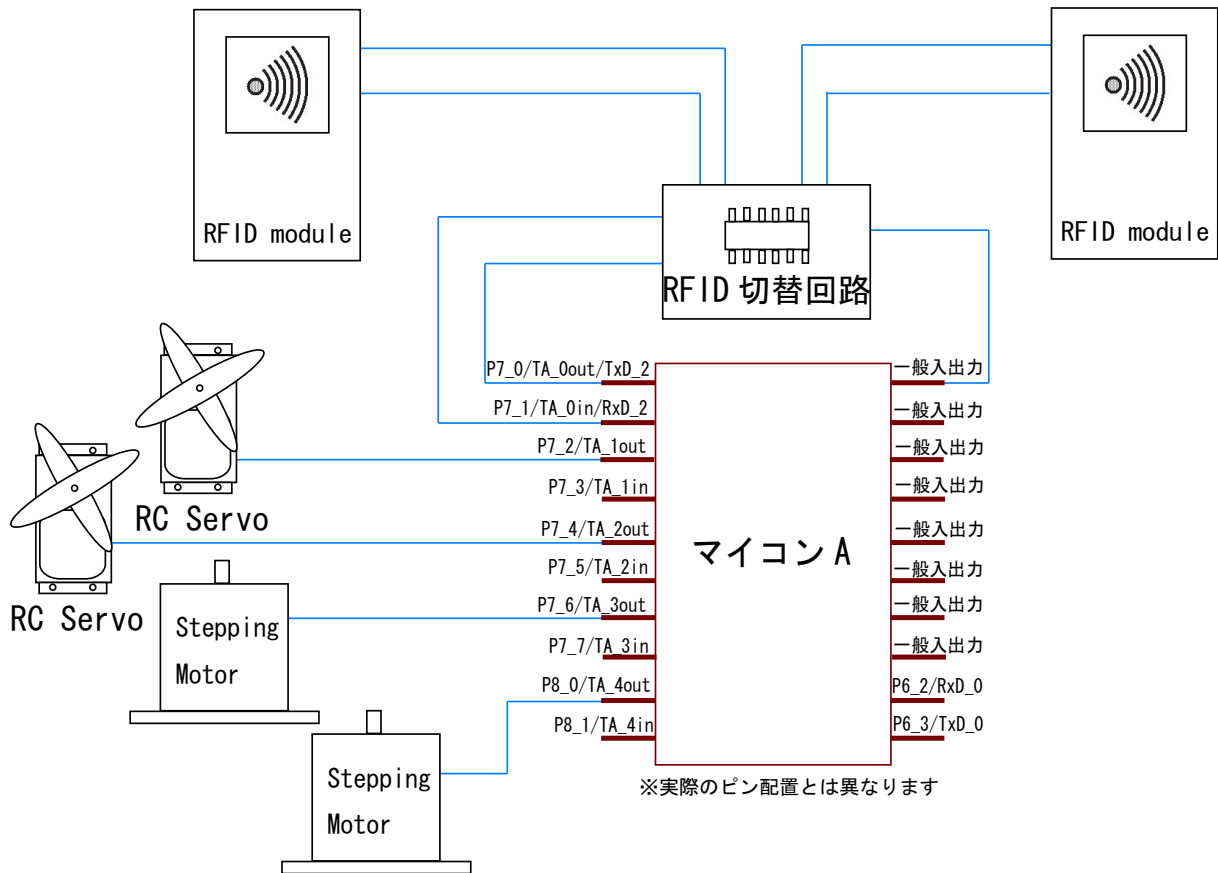 RFID module
RFID module
RFID 切替回路
P7_0/TA_0out/TxD_2
P7_1/TA_0in/RxD_2
P7_2/TA_1out
P7_3/TA_1in
P7_4/TA_2out
P7_5/TA_2in
P7_6/TA_3out
P7_7/TA_3in
P8_0/TA_4out
P8_1/TA_4in
マイコン A
一般入出力
一般入出力
一般入出力
一般入出力
一般入出力
一般入出力
一般入出力
一般入出力
P6_2/RxD_0
P6_3/TxD_0
RC Servo
RC Servo
Stepping
Motor
Stepping
Motor
※実際のピン配置とは異なります